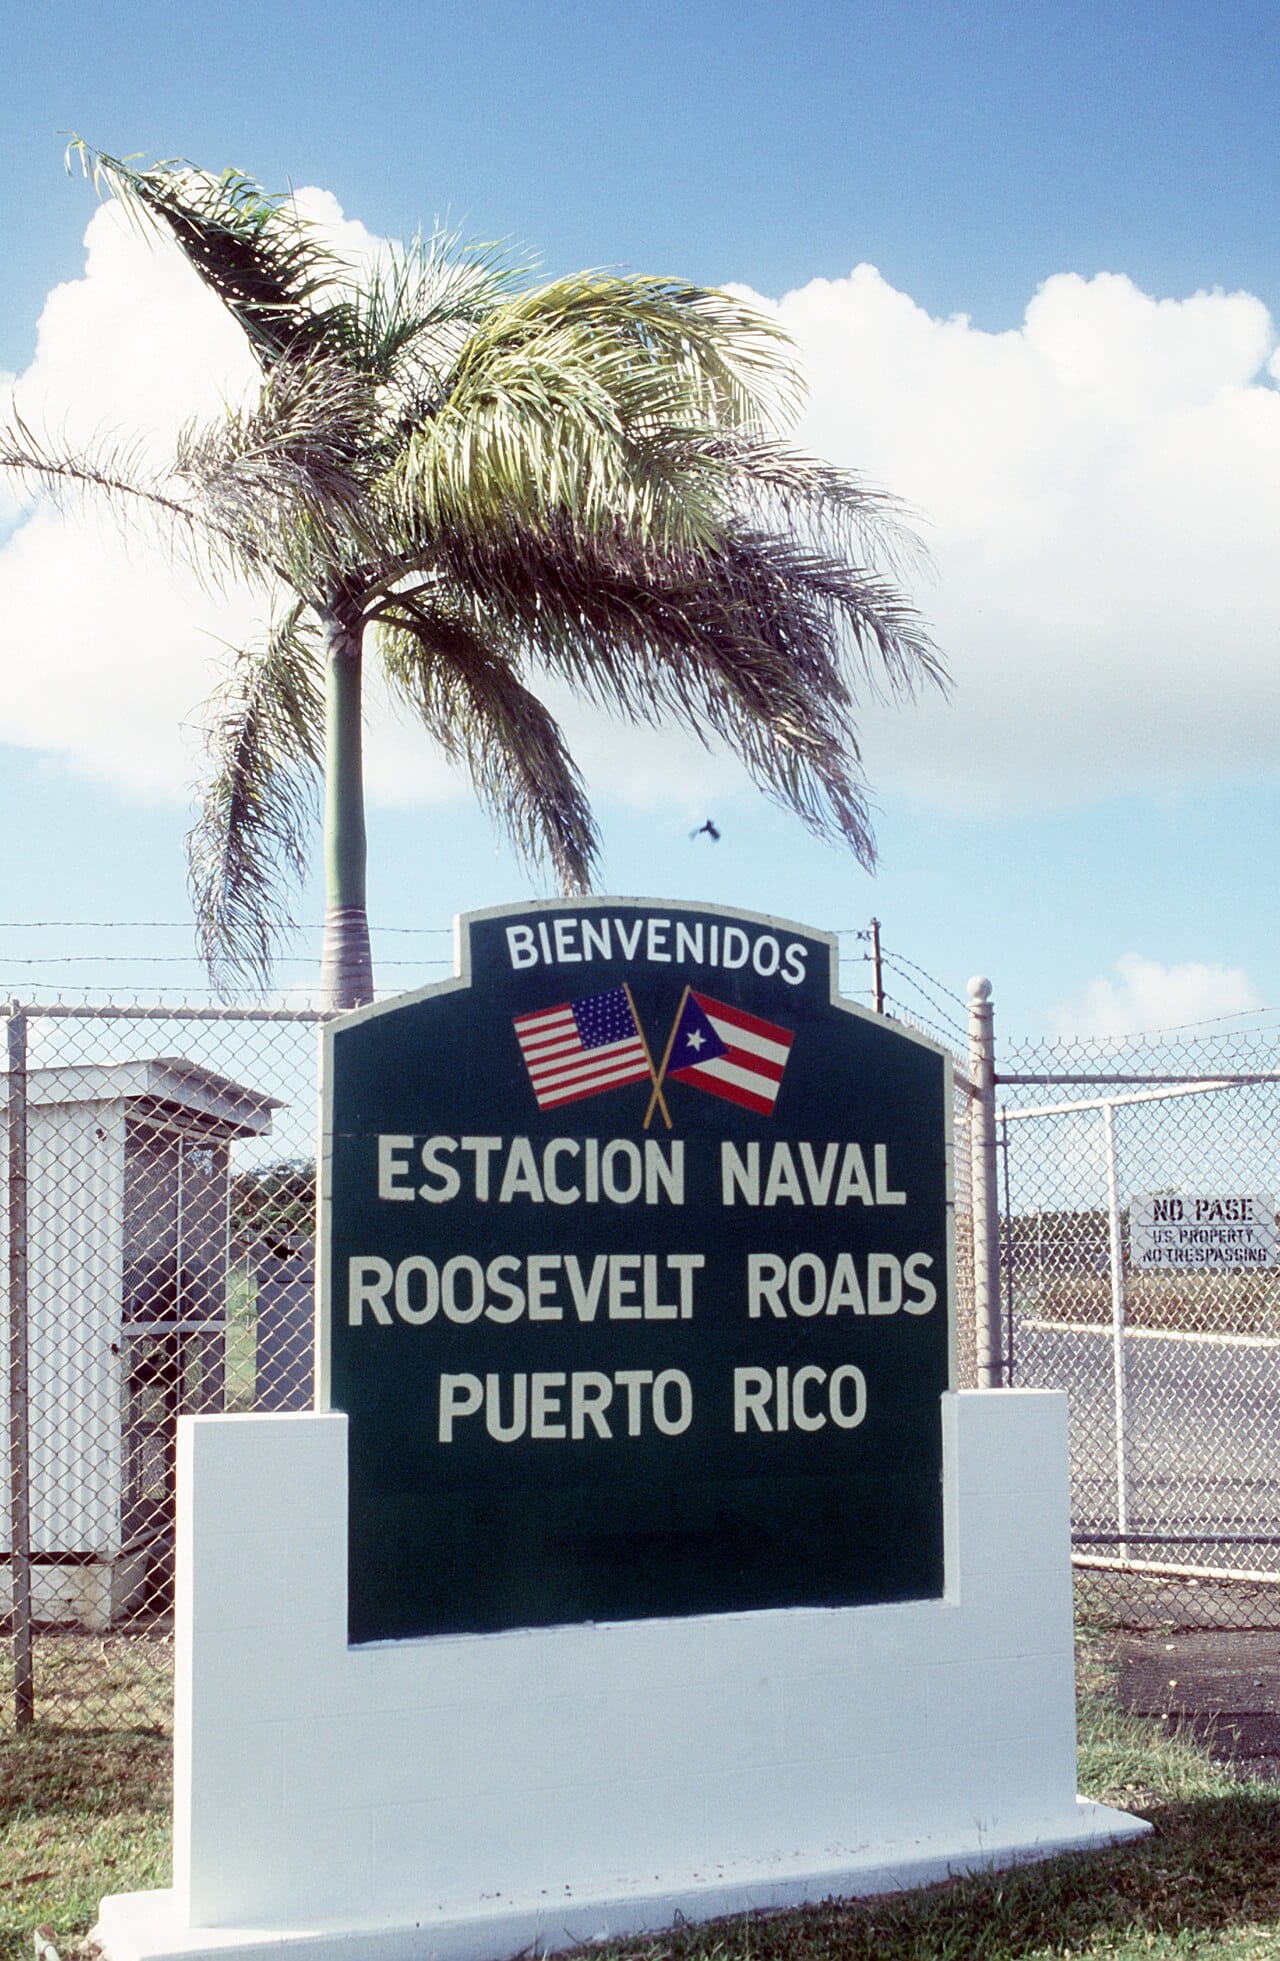 BIENVENIDOS
ESTACION NAVAL
ROOSEVELT ROADS
PUERTO RICO
NO PASE
U.S PROPERTY
NO TRESPASSING